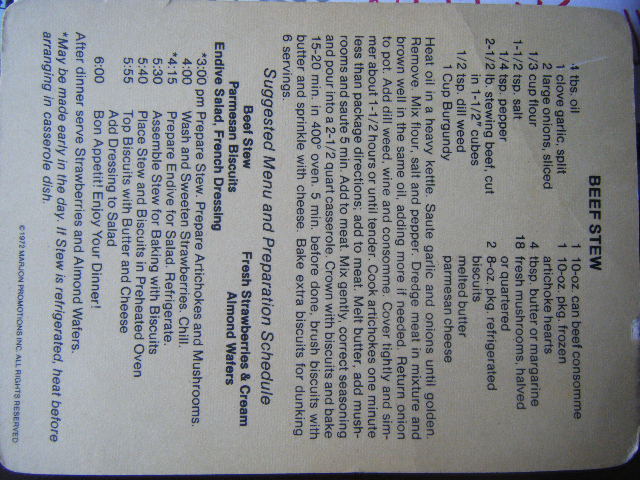 BEEF STEW
4 tbs. oil
1 clove garlic, split
2 large onions, sliced
1/3 cup flour
1-1/2 tsp. salt
1/4 tsp. pepper
2-1/2 lb. stewing beef, cut
in 1-1/2" cubes
1/2 tsp. dill weed
1 Cup Burgundy
1 10-oz. can beef consomme
1 10-oz. pkg. frozen
artichoke hearts
4 tbsp. butter or margarine
18 fresh mushrooms, halved
or quartered
2 8-oz. pkg. refrigerated
biscuits
melted butter
parmesan cheese
Heat oil in a heavy kettle. Saute garlic and onions until golden.
Remove. Mix flour, salt and pepper. Dredge meat in mixture and
brown well in the same oil, adding more if needed. Return onion
to pot. Add dill weed, wine and consomme. Cover tightly and sim-
mer about 1-1/2 hours or until tender. Cook artichokes one minute
less than package directions; add to meat. Melt butter, add mush-
rooms and saute 5 min. Add to meat. Mix gently, correct seasoning
and pour into a 2-1/2 quart casserole. Crown with biscuits and bake
15-20 min. in 400° oven. 5 min. before done, brush biscuits with
butter and sprinkle with cheese. Bake extra biscuits for dunking
6 servings.
Suggested Menu and Preparation Schedule
Beef Stew
Parmesan Biscuits
Endive Salad, French Dressing
Fresh Strawberries & Cream
Almond Wafers
*3:00 pm Prepare Stew. Prepare Artichokes and Mushrooms.
4:00 Wash and Sweeten Strawberries. Chill.
*4:15 Prepare Endive for Salad. Refrigerate.
5:30 Assemble Stew for Baking with Biscuits
5:40 Place Stew and Biscuits in Preheated Oven
5:55 Top Biscuits with Butter and Cheese
Add Dressing to Salad
6:00 Bon Appetit! Enjoy Your Dinner!
After dinner serve Strawberries and Almond Wafers.
*May be made early in the day. If Stew is refrigerated, heat before
arranging in casserole dish.
©1972 MARJON PROMOTIONS INC. ALL RIGHTS RESERVED